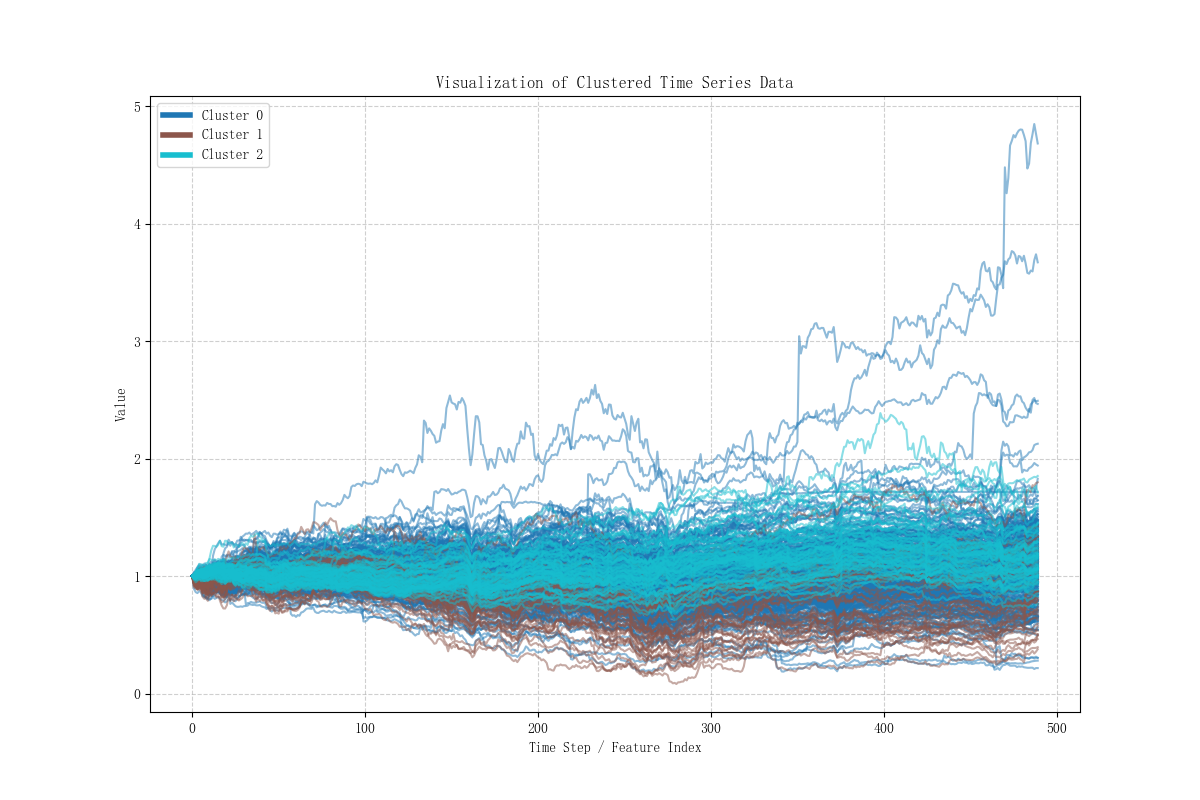 Visualization of Clustered Time Series Data
Cluster 0
Cluster 1
Cluster 2
5
4
3
2
1
0
Value
0 100 200 300 400 500
Time Step / Feature Index